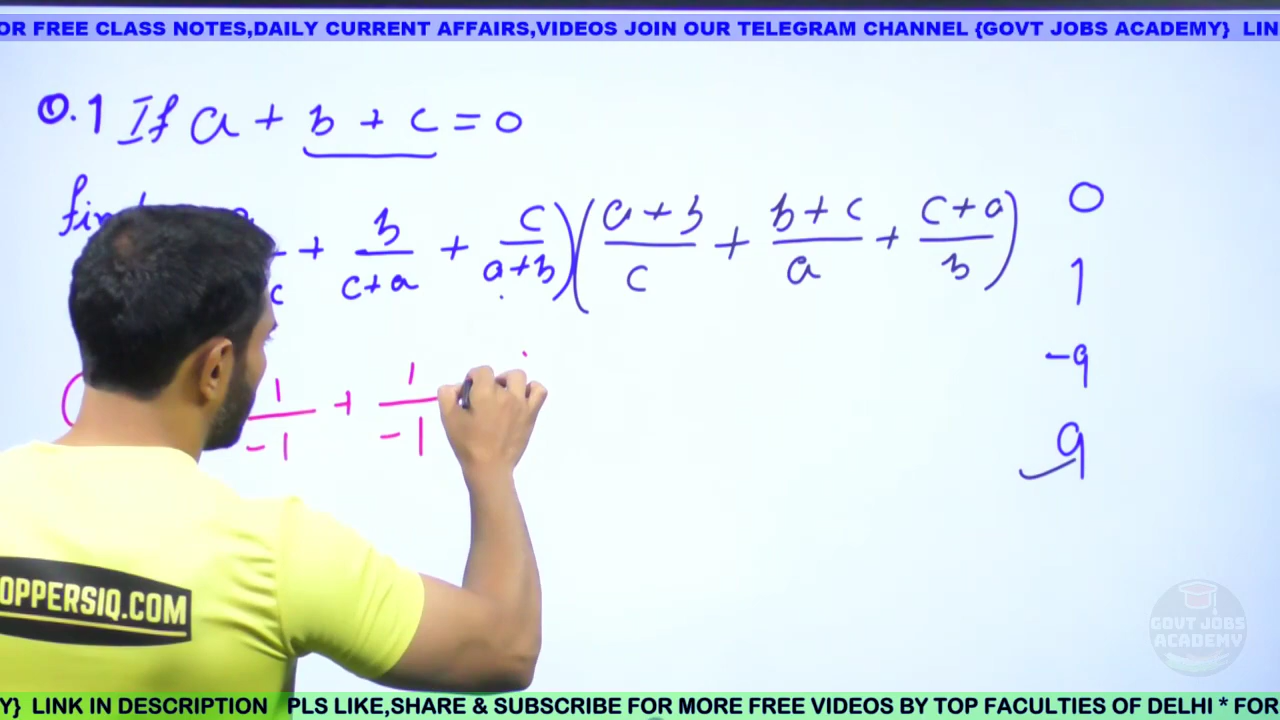 OR FREE CLASS NOTES,DAILY CURRENT AFFAIRS,VIDEOS JOIN OUR TELEGRAM CHANNEL {GOVT JOBS ACADEMY} LIN
Q.1 If a + b + c = 0
+ b/(c+a) + c/(a+b))((a+b)/c + (b+c)/a + (c+a)/b)
0
1
-9
9
( 1/-1 + 1/-1
OPPERSIQ.COM
GOVT JOBS
ACADEMY
Y} LINK IN DESCRIPTION PLS LIKE,SHARE & SUBSCRIBE FOR MORE FREE VIDEOS BY TOP FACULTIES OF DELHI * FOR